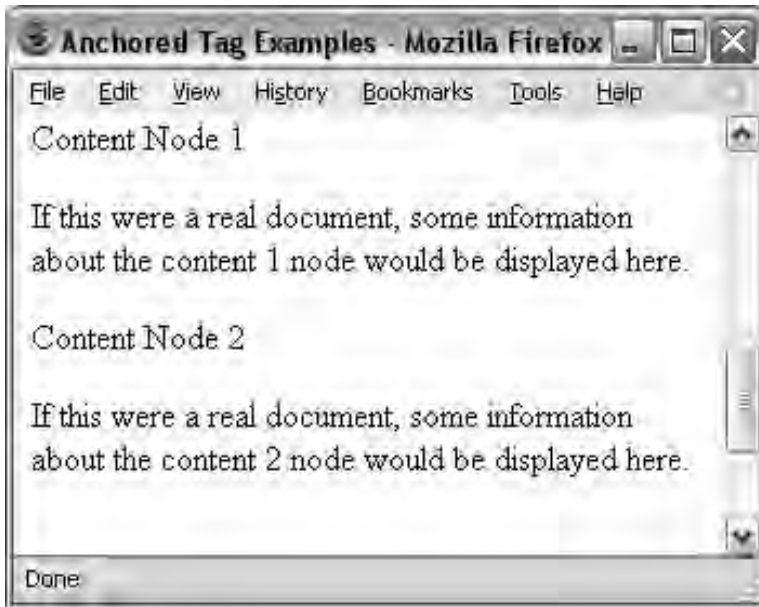 Anchored Tag Examples - Mozilla Firefox
File Edit View History Bookmarks Tools Help
Content Node 1
If this were a real document, some information
about the content 1 node would be displayed here.
Content Node 2
If this were a real document, some information
about the content 2 node would be displayed here.
Done